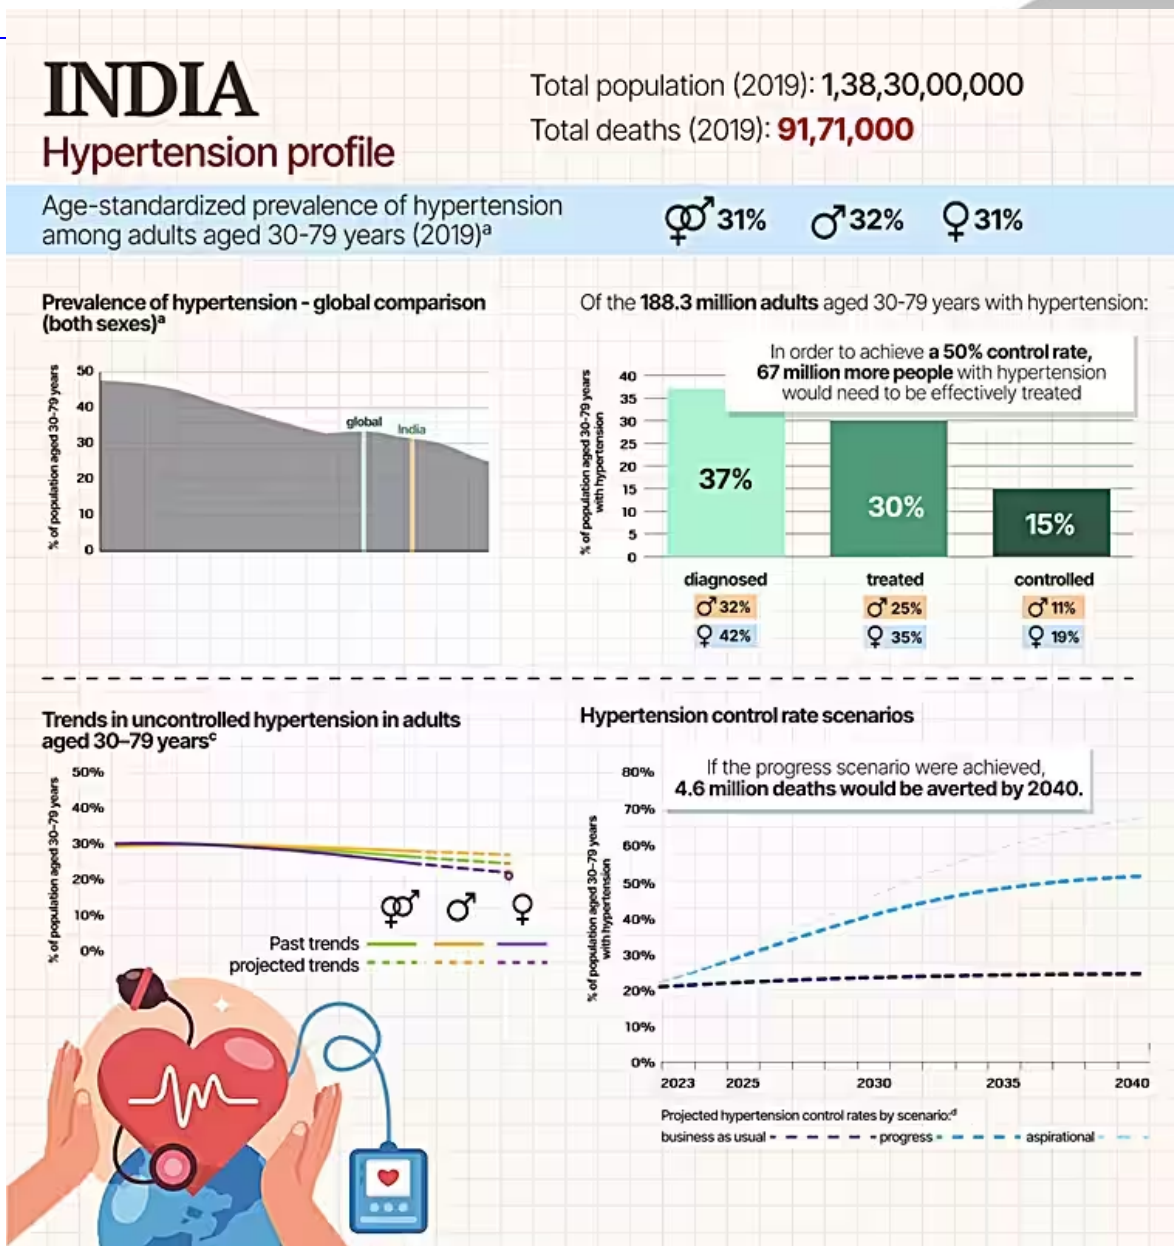 INDIA
Hypertension profile
Total population (2019): 1,38,30,00,000
Total deaths (2019): 91,71,000
Age-standardized prevalence of hypertension
among adults aged 30-79 years (2019)ᵃ
31%
32%
31%
Prevalence of hypertension - global comparison
(both sexes)ᵃ
% of population aged 30-79 years
50
40
30
20
10
0
global
India
Of the 188.3 million adults aged 30-79 years with hypertension:
In order to achieve a 50% control rate,
67 million more people with hypertension
would need to be effectively treated
% of population aged 30-79 years
with hypertension
40
35
30
25
20
15
10
5
0
37%
30%
15%
diagnosed
treated
controlled
♂ 32%
♂ 25%
♂ 11%
♀ 42%
♀ 35%
♀ 19%
Trends in uncontrolled hypertension in adults
aged 30–79 yearsᶜ
% of population aged 30–79 years
50%
40%
30%
20%
10%
0%
Past trends
projected trends
Hypertension control rate scenarios
If the progress scenario were achieved,
4.6 million deaths would be averted by 2040.
% of population aged 30–79 years
with hypertension
80%
70%
60%
50%
40%
30%
20%
10%
0%
2023 2025 2030 2035 2040
Projected hypertension control rates by scenario:ᵈ
business as usual progress aspirational